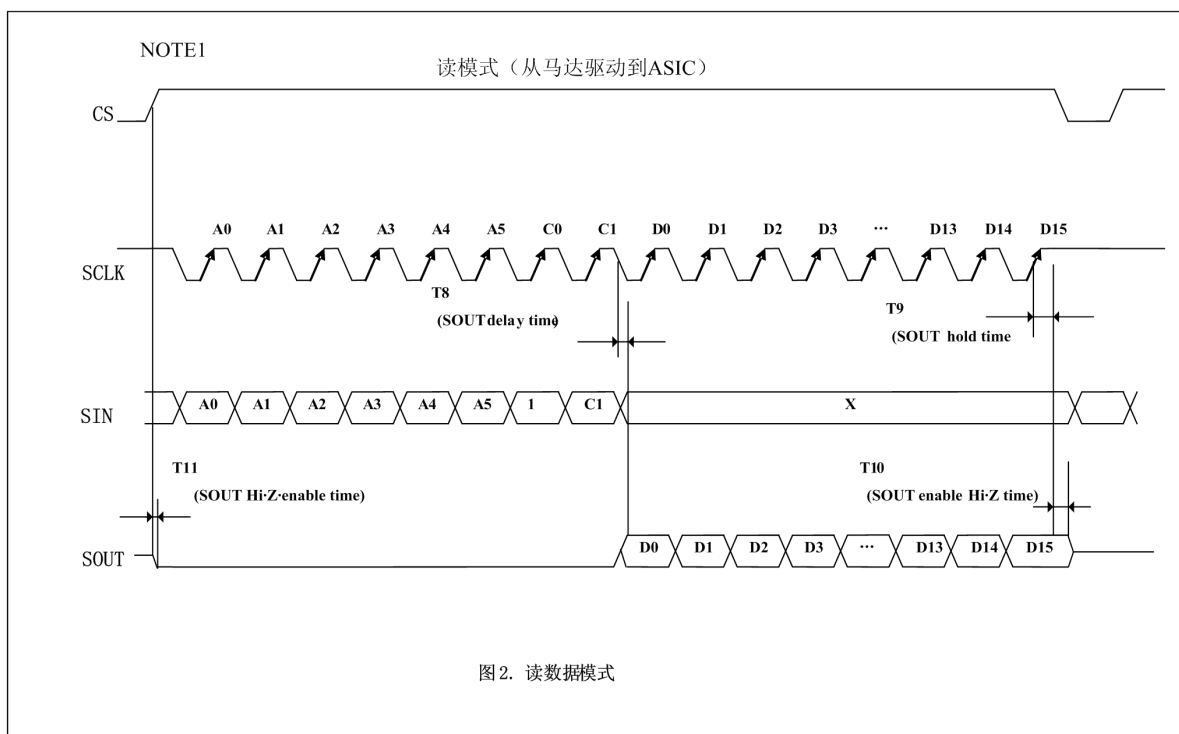 NOTE1
读模式（从马达驱动到ASIC）
CS
A0 A1 A2 A3 A4 A5 C0 C1 D0 D1 D2 D3 ... D13 D14 D15
SCLK
T8
(SOUT delay time)
T9
(SOUT hold time
SIN
A0 A1 A2 A3 A4 A5 1 C1 X
T11
(SOUT Hi-Z-enable time)
T10
(SOUT enable Hi-Z time)
SOUT
D0 D1 D2 D3 ... D13 D14 D15
图2. 读数据模式